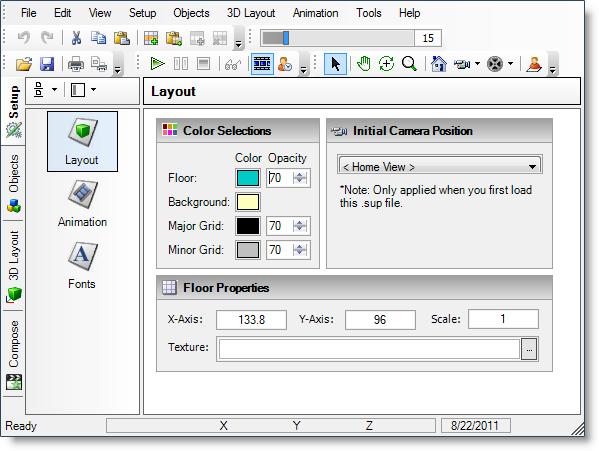 File Edit View Setup Objects 3D Layout Animation Tools Help
15
Setup
Objects
3D Layout
Compose
Layout
Animation
Fonts
Layout
Color Selections
Color Opacity
Floor: 70
Background:
Major Grid: 70
Minor Grid: 70
Initial Camera Position
< Home View >
*Note: Only applied when you first load
this .sup file.
Floor Properties
X-Axis: 133.8 Y-Axis: 96 Scale: 1
Texture: ...
Ready X Y Z 8/22/2011